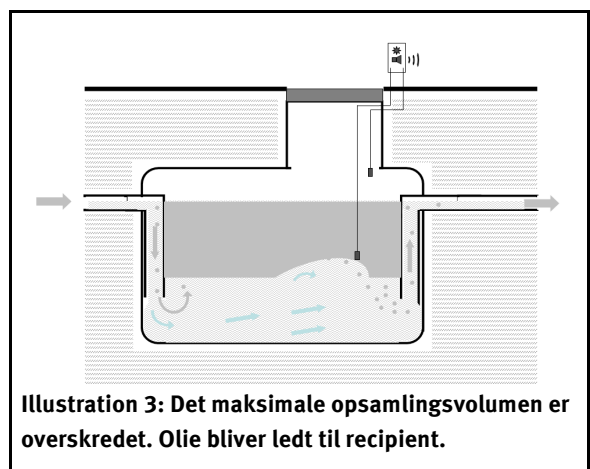 Illustration 3: Det maksimale opsamlingsvolumen er
overskredet. Olie bliver ledt til recipient.